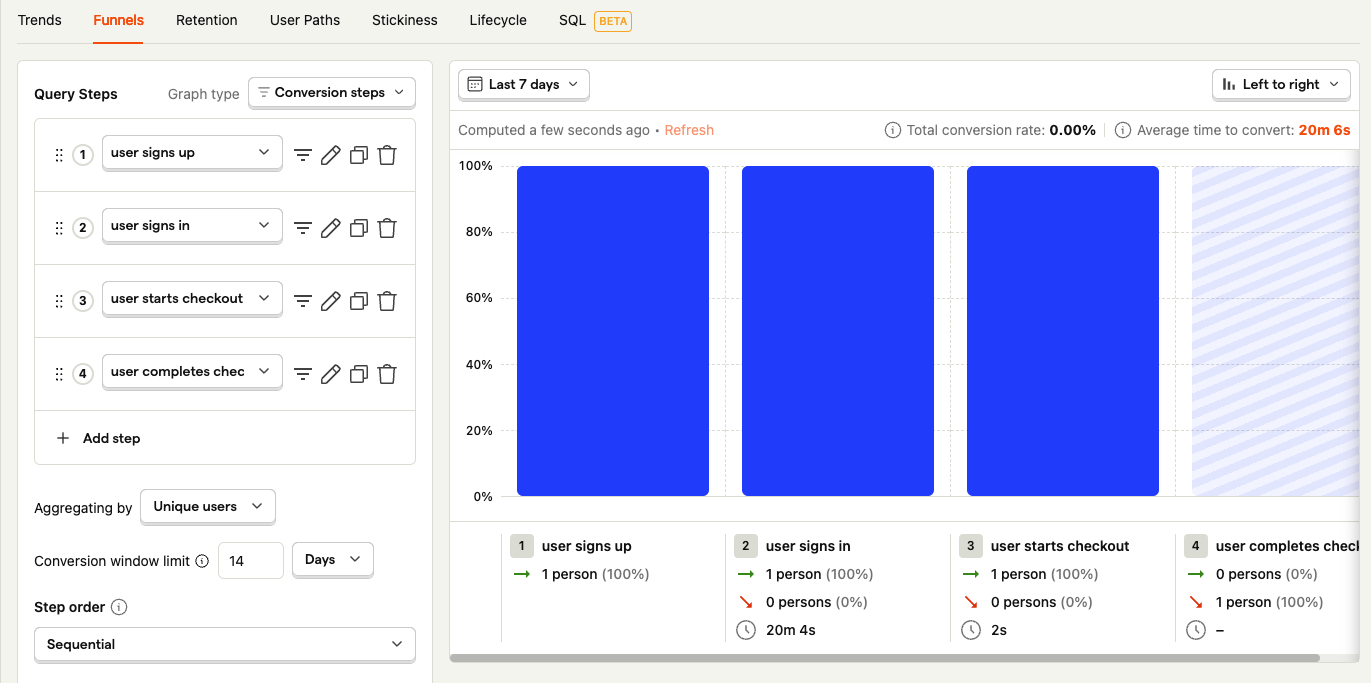 Trends Funnels Retention User Paths Stickiness Lifecycle SQL BETA
Query Steps Graph type Conversion steps
1 user signs up
2 user signs in
3 user starts checkout
4 user completes chec
+ Add step
Aggregating by Unique users
Conversion window limit 14 Days
Step order
Sequential
Last 7 days Left to right
Computed a few seconds ago • Refresh Total conversion rate: 0.00% Average time to convert: 20m 6s
100%
80%
60%
40%
20%
0%
1 user signs up
→ 1 person (100%)
2 user signs in
→ 1 person (100%)
↘ 0 persons (0%)
20m 4s
3 user starts checkout
→ 1 person (100%)
↘ 0 persons (0%)
2s
4 user completes check
→ 0 persons (0%)
↘ 1 person (100%)
–